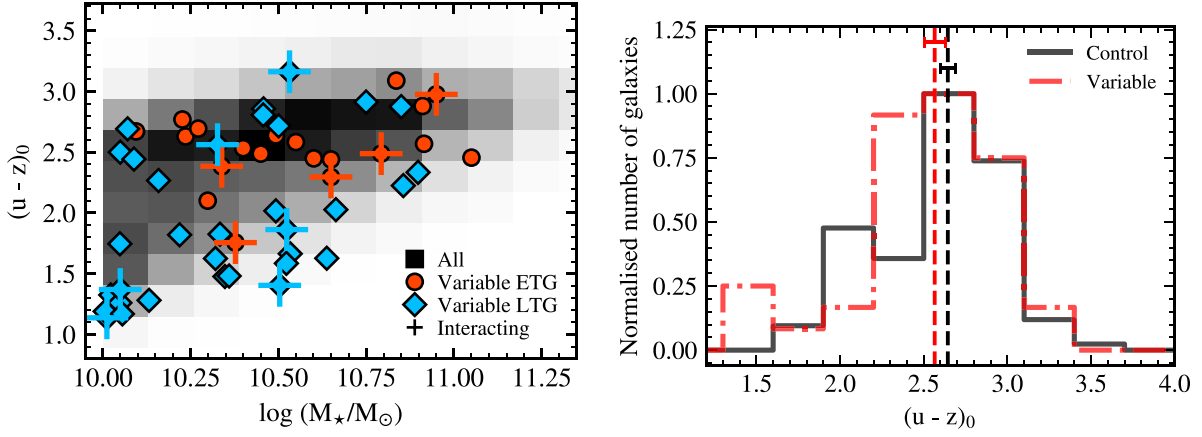 3.5
3.0
2.5
2.0
1.5
1.0
(u - z)₀
10.00 10.25 10.50 10.75 11.00 11.25
log (M⋆/M⊙)
All
Variable ETG
Variable LTG
Interacting
1.25
1.00
0.75
0.50
0.25
0.00
Normalised number of galaxies
Control
Variable
1.5 2.0 2.5 3.0 3.5 4.0
(u - z)₀